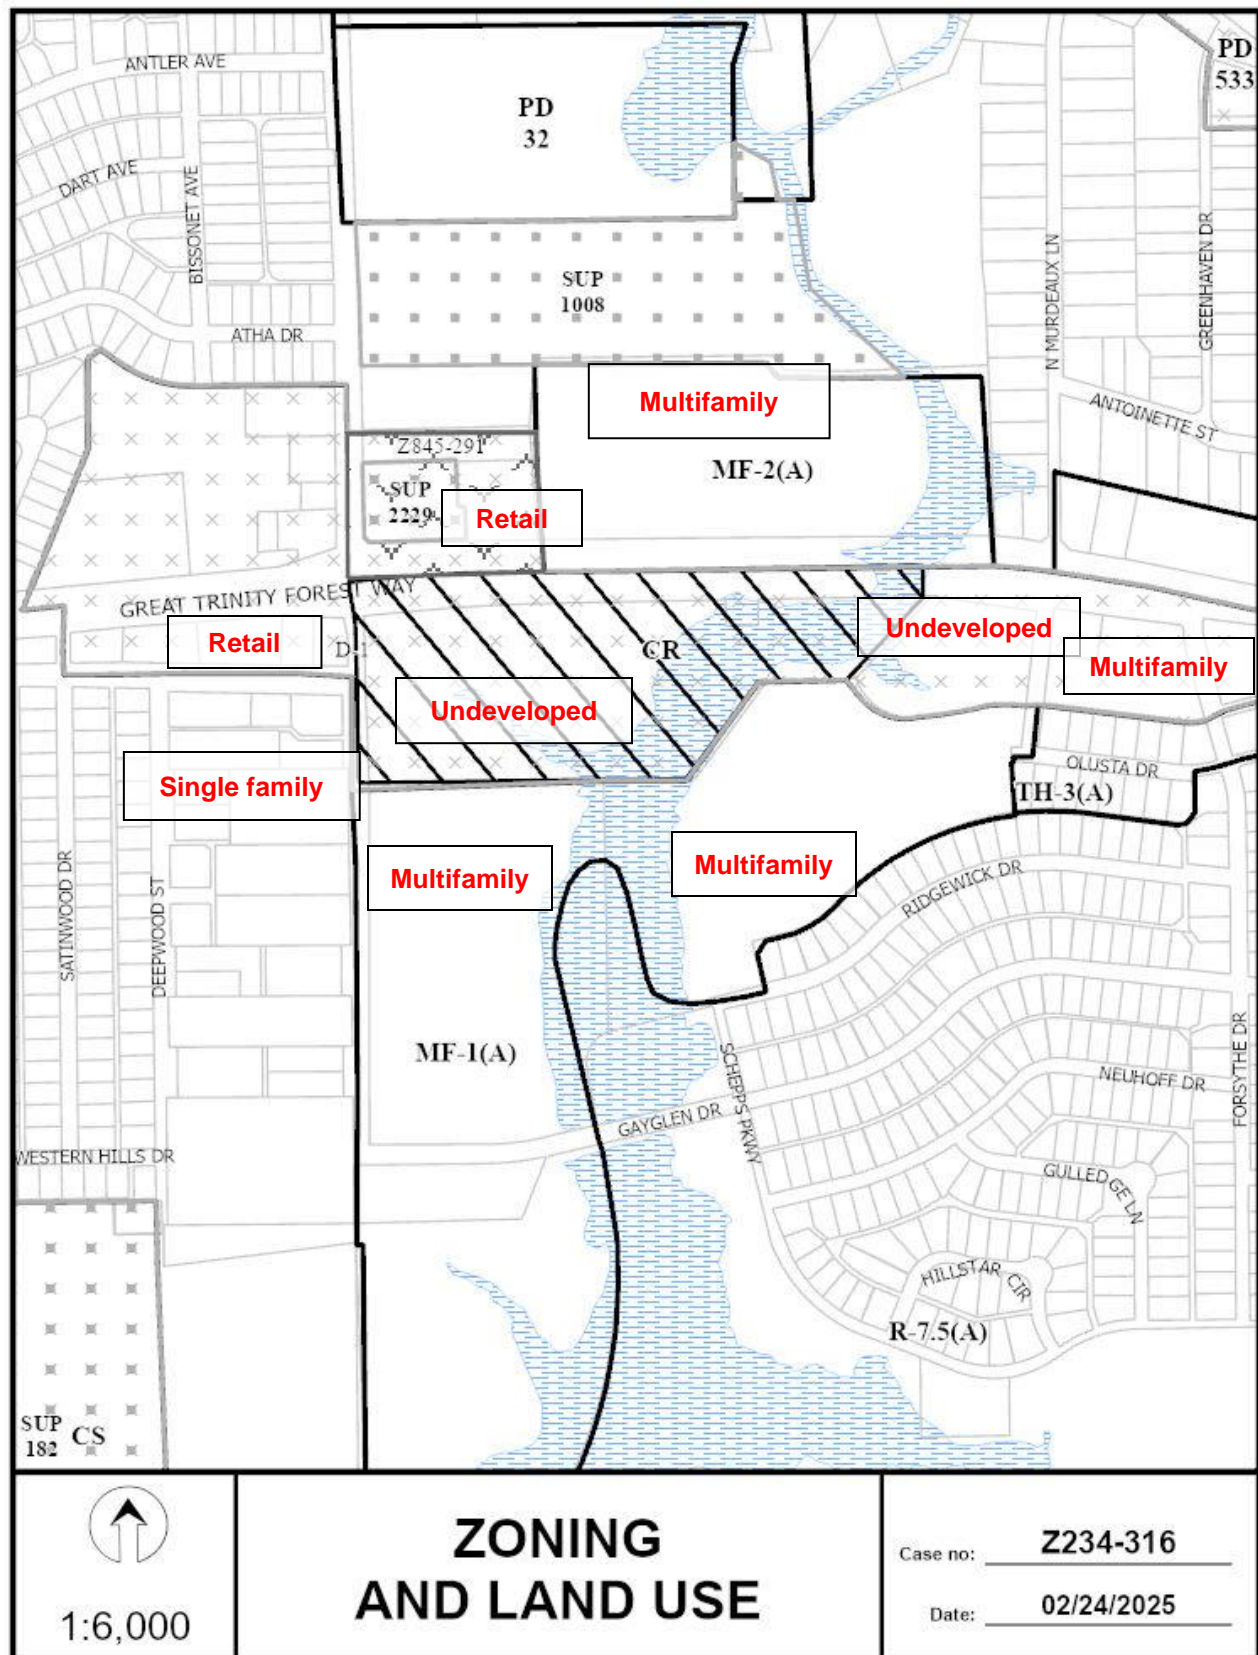 ANTLER AVE
PD
32
PD
533
DART AVE
BISSONET AVE
SUP
1008
N MURDEAUX LN
GREENHAVEN DR
ATHA DR
Multifamily
ANTOINETTE ST
Z845-291
MF-2(A)
SUP
2229
Retail
GREAT TRINITY FOREST WAY
Retail
D-1
CR
Undeveloped
Multifamily
Undeveloped
Single family
OLUSTA DR
TH-3(A)
Multifamily
Multifamily
RIDGEWICK DR
SATINWOOD DR
DEEPWOOD ST
MF-1(A)
SCHEPPS PKWY
NEUHOFF DR
FORSYTHE DR
GAYGLEN DR
WESTERN HILLS DR
GULLEDGE LN
HILLSTAR CIR
R-7.5(A)
SUP
182
CS
1:6,000
ZONING
AND LAND USE
Case no: Z234-316
Date: 02/24/2025